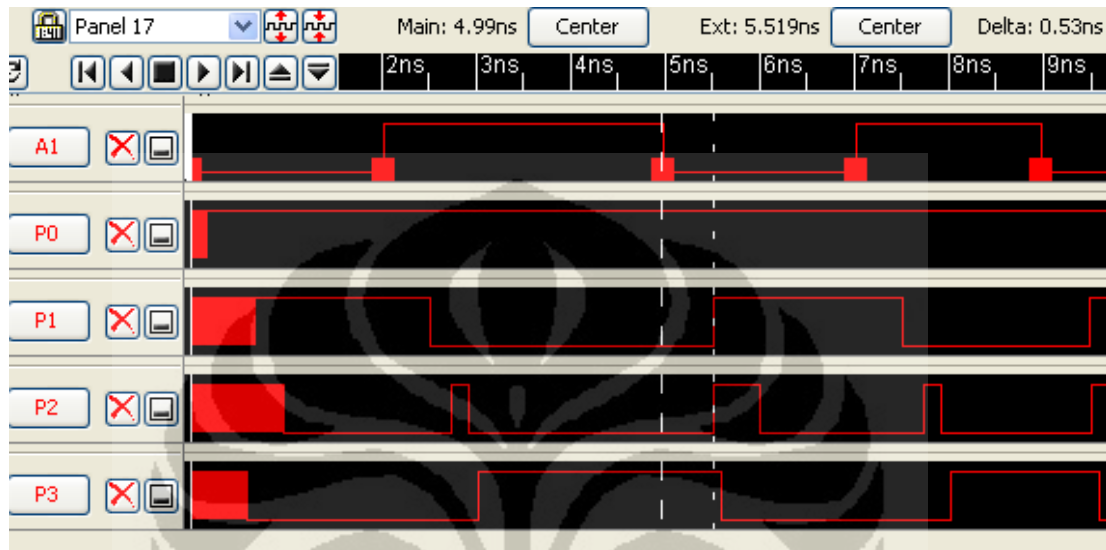 Panel 17 Main: 4.99ns Center Ext: 5.519ns Center Delta: 0.53ns
2ns 3ns 4ns 5ns 6ns 7ns 8ns 9ns
A1
P0
P1
P2
P3